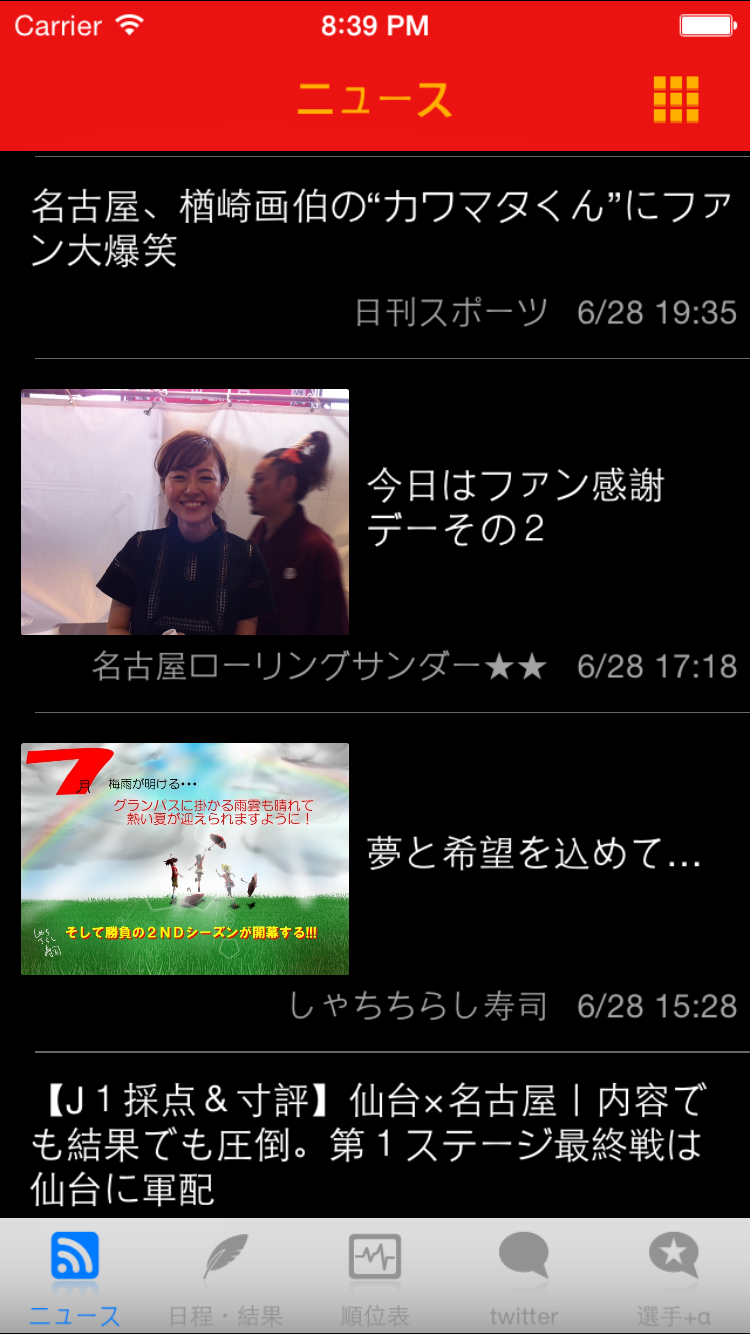 Carrier 8:39 PM
ニュース
名古屋、楢崎画伯の“カワマタくん”にファ
ン大爆笑
日刊スポーツ 6/28 19:35
今日はファン感謝
デーその２
名古屋ローリングサンダー★★ 6/28 17:18
7月 梅雨が明ける・・・
グランパスに掛かる雨雲も晴れて
熱い夏が迎えられますように！
そして勝負の２ＮＤシーズンが開幕する!!!
夢と希望を込めて...
しゃちちらし寿司 6/28 15:28
【J１採点＆寸評】仙台×名古屋｜内容で
も結果でも圧倒。第１ステージ最終戦は
仙台に軍配
ニュース 日程・結果 順位表 twitter 選手+α